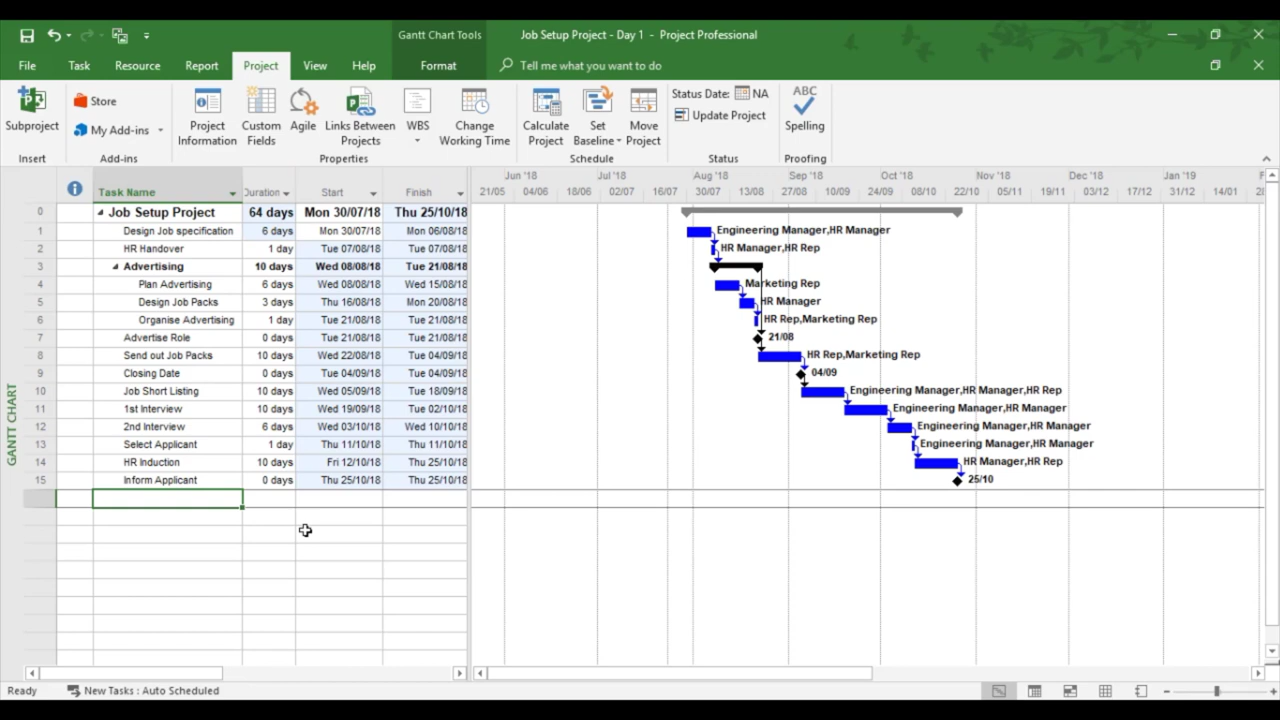 Gantt Chart Tools
Job Setup Project - Day 1 - Project Professional
File Task Resource Report Project View Help Format Tell me what you want to do
Subproject
Store
My Add-ins
Project Information
Custom Fields
Agile
Links Between Projects
WBS
Change Working Time
Calculate Project
Set Baseline
Move Project
Status Date: NA
Update Project
ABC
Spelling
Insert Add-ins Properties Schedule Status Proofing
Jun '18 Jul '18 Aug '18 Sep '18 Oct '18 Nov '18 Dec '18 Jan '19
Task Name Duration Start Finish
21/05 04/06 18/06 02/07 16/07 30/07 13/08 27/08 10/09 24/09 08/10 22/10 05/11 19/11 03/12 17/12 31/12 14/01
0 Job Setup Project 64 days Mon 30/07/18 Thu 25/10/18
1 Design Job specification 6 days Mon 30/07/18 Mon 06/08/18 Engineering Manager,HR Manager
2 HR Handover 1 day Tue 07/08/18 Tue 07/08/18 HR Manager,HR Rep
3 Advertising 10 days Wed 08/08/18 Tue 21/08/18
4 Plan Advertising 6 days Wed 08/08/18 Wed 15/08/18 Marketing Rep
5 Design Job Packs 3 days Thu 16/08/18 Mon 20/08/18 HR Manager
6 Organise Advertising 1 day Tue 21/08/18 Tue 21/08/18 HR Rep,Marketing Rep
7 Advertise Role 0 days Tue 21/08/18 Tue 21/08/18 21/08
8 Send out Job Packs 10 days Wed 22/08/18 Tue 04/09/18 HR Rep,Marketing Rep
9 Closing Date 0 days Tue 04/09/18 Tue 04/09/18 04/09
10 Job Short Listing 10 days Wed 05/09/18 Tue 18/09/18 Engineering Manager,HR Manager,HR Rep
11 1st Interview 10 days Wed 19/09/18 Tue 02/10/18 Engineering Manager,HR Manager
12 2nd Interview 6 days Wed 03/10/18 Wed 10/10/18 Engineering Manager,HR Manager
13 Select Applicant 1 day Thu 11/10/18 Thu 11/10/18 Engineering Manager,HR Manager
14 HR Induction 10 days Fri 12/10/18 Thu 25/10/18 HR Manager,HR Rep
15 Inform Applicant 0 days Thu 25/10/18 Thu 25/10/18 25/10
GANTT CHART
Ready New Tasks : Auto Scheduled